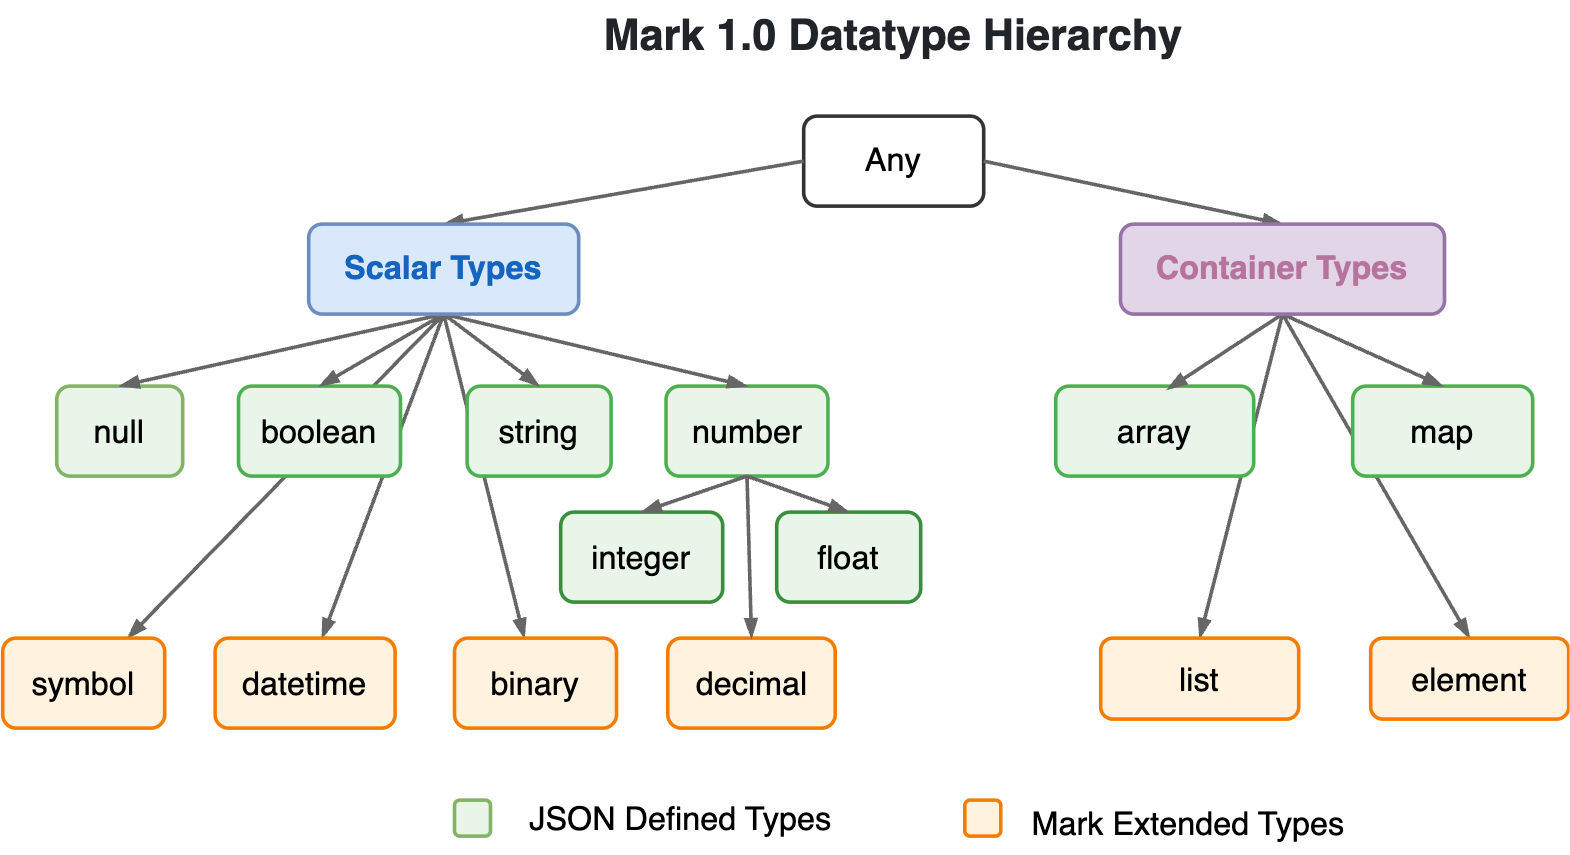 Mark 1.0 Datatype Hierarchy
Any
Scalar Types
Container Types
null
boolean
string
number
array
map
integer
float
symbol
datetime
binary
decimal
list
element
JSON Defined Types
Mark Extended Types